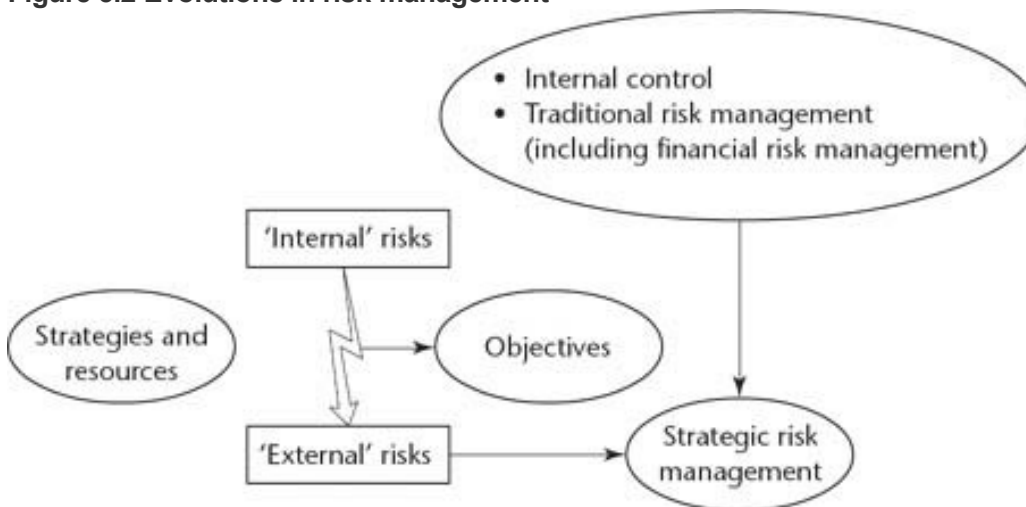 Figure 3.2 Evolutions in risk management
• Internal control
• Traditional risk management
(including financial risk management)
'Internal' risks
Strategies and
resources
Objectives
'External' risks
Strategic risk
management